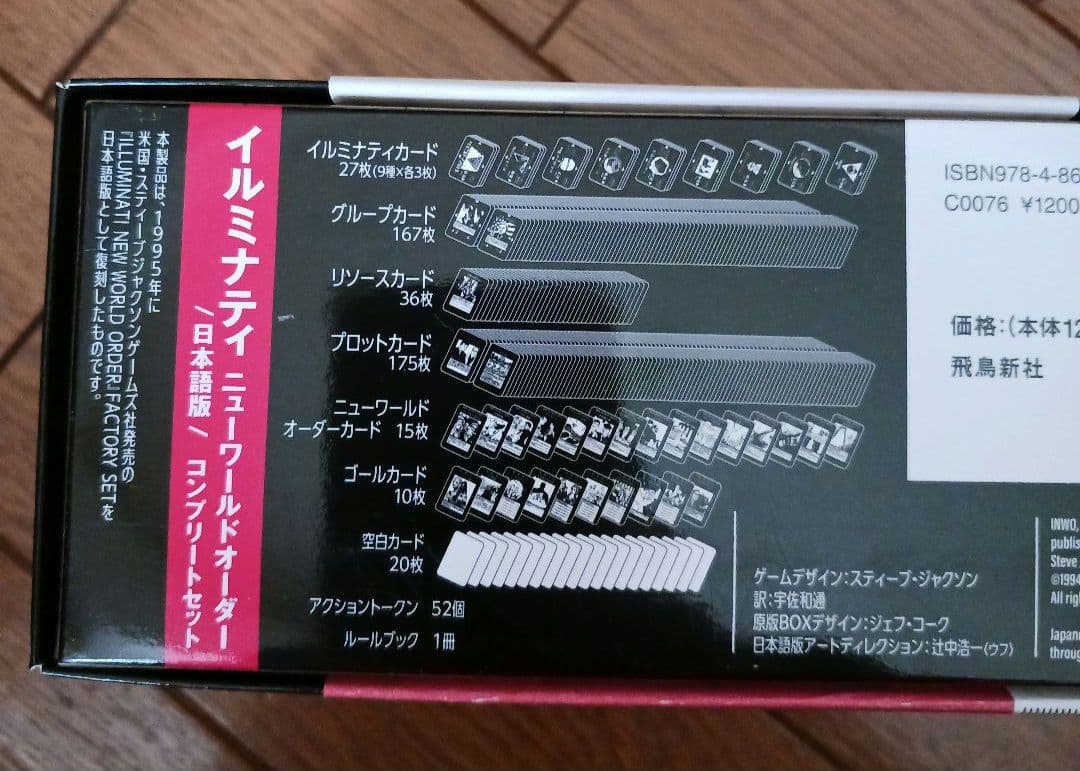 本製品は、1995年に
米国・スティーブジャクソンゲームズ社発売の
『ILLUMINATI NEW WORLD ORDER』FACTORY SETを
日本語版として復刻したものです。
イルミナティ ニューワールドオーダー
\日本語版/ コンプリートセット
イルミナティカード
27枚(9種×各3枚)
グループカード
167枚
リソースカード
36枚
プロットカード
175枚
ニューワールド
オーダーカード 15枚
ゴールカード
10枚
空白カード
20枚
アクショントークン 52個
ルールブック 1冊
ISBN978-4-86
C0076 ¥1200
価格:(本体12
飛鳥新社
ゲームデザイン:スティーブ・ジャクソン
訳:宇佐和通
原版BOXデザイン:ジェフ・コーク
日本語版アートディレクション:辻中浩一(ウフ)
INWO,
publis
Steve
©1994
All rig
Japan
throug